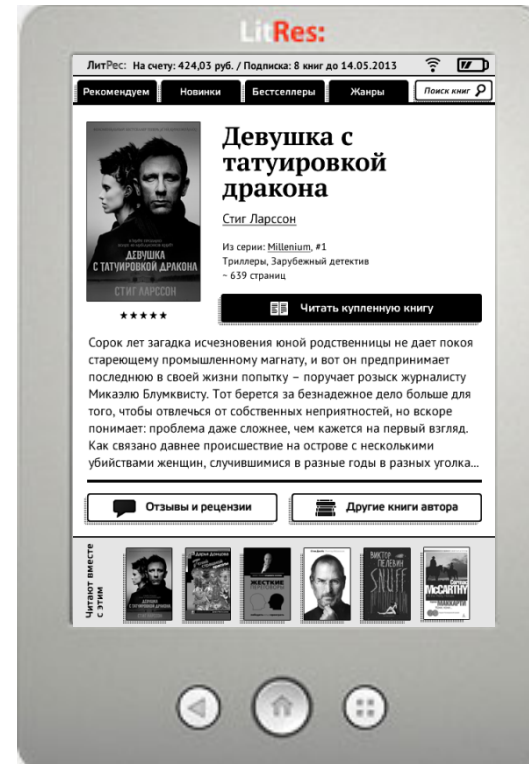 LitRes:
ЛитРес: На счету: 424,03 руб. / Подписка: 8 книг до 14.05.2013
Рекомендуем
Новинки
Бестселлеры
Жанры
Поиск книг
Девушка с
татуировкой
дракона
Стиг Ларссон
Из серии: Millenium, #1
Триллеры, Зарубежный детектив
~ 639 страниц
ДЕВУШКА
С ТАТУИРОВКОЙ ДРАКОНА
СТИГ ЛАРССОН
★★★★★
Читать купленную книгу
Сорок лет загадка исчезновения юной родственницы не дает покоя
стареющему промышленному магнату, и вот он предпринимает
последнюю в своей жизни попытку – поручает розыск журналисту
Микаэлю Блумквисту. Тот берется за безнадежное дело больше для
того, чтобы отвлечься от собственных неприятностей, но вскоре
понимает: проблема даже сложнее, чем кажется на первый взгляд.
Как связано давнее происшествие на острове с несколькими
убийствами женщин, случившимися в разные годы в разных уголка...
Отзывы и рецензии
Другие книги автора
Читают вместе
с этим
ЖЕСТКИЕ
ВИКТОР
ПЕЛЕВИН
SNUFF
McCARTHY